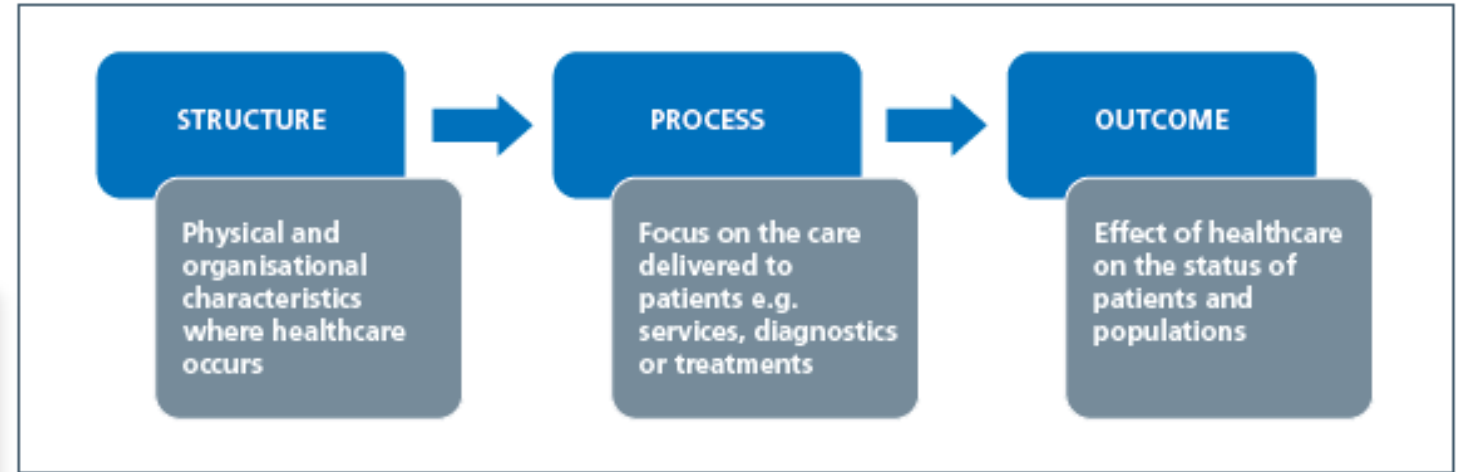 STRUCTURE
Physical and
organisational
characteristics
where healthcare
occurs
PROCESS
Focus on the care
delivered to
patients e.g.
services, diagnostics
or treatments
OUTCOME
Effect of healthcare
on the status of
patients and
populations